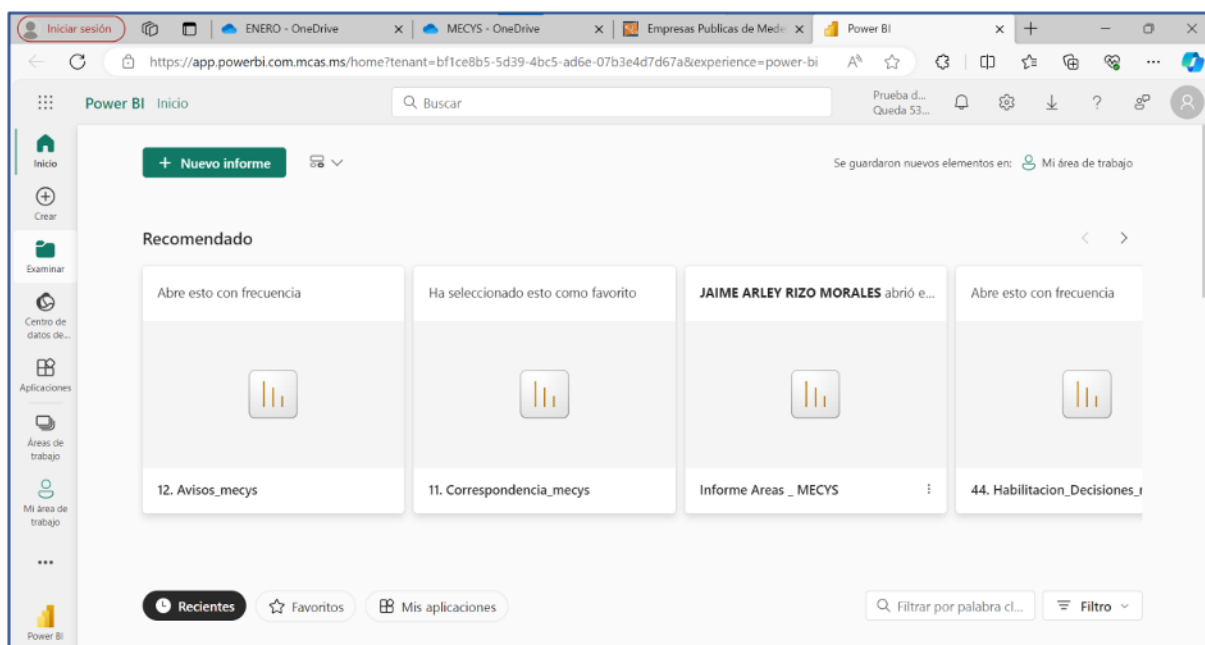 Iniciar sesión
ENERO - OneDrive
MECYS - OneDrive
Empresas Publicas de Mede
Power BI
https://app.powerbi.com.mcas.ms/home?tenant=bf1ce8b5-5d39-4bc5-ad6e-07b3e4d7d67a&experience=power-bi
Power BI Inicio
Buscar
Prueba d...
Queda 53...
Inicio
Crear
Examinar
Centro de
datos de...
Aplicaciones
Áreas de
trabajo
Mi área de
trabajo
Power BI
+ Nuevo informe
Se guardaron nuevos elementos en: Mi área de trabajo
Recomendado
Abre esto con frecuencia
Ha seleccionado esto como favorito
JAIME ARLEY RIZO MORALES abrió e...
Abre esto con frecuencia
12. Avisos_mecys
11. Correspondencia_mecys
Informe Areas _ MECYS
44. Habilitacion_Decisiones_
Recientes
Favoritos
Mis aplicaciones
Filtrar por palabra cl...
Filtro